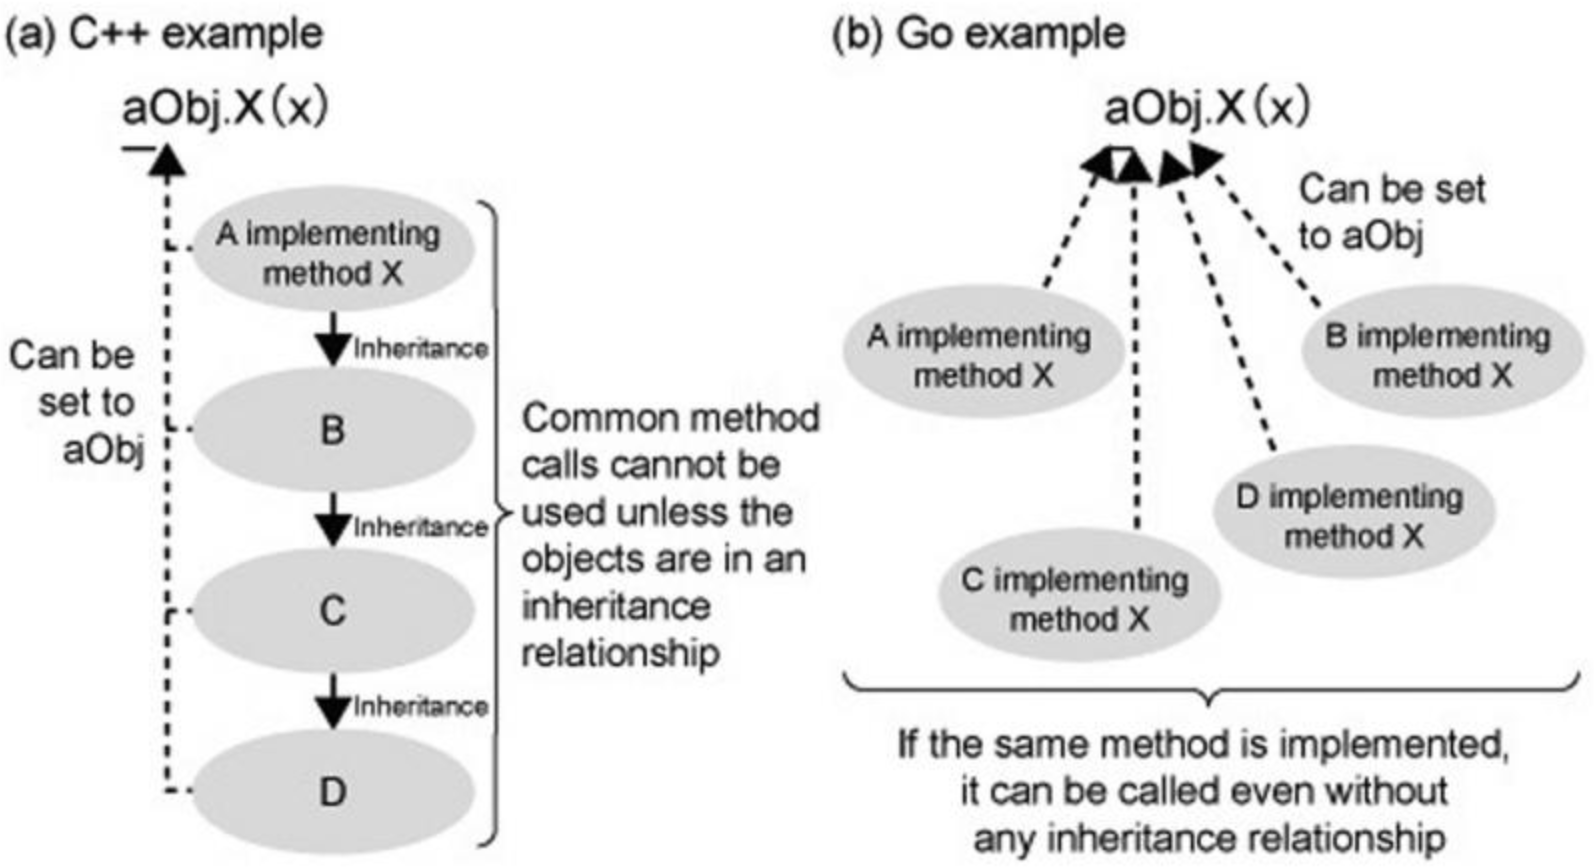 (a) C++ example
aObj.X(x)
A implementing
method X
Inheritance
Can be
set to
aObj
B
Inheritance
C
Inheritance
D
Common method
calls cannot be
used unless the
objects are in an
inheritance
relationship
(b) Go example
aObj.X(x)
Can be set
to aObj
A implementing
method X
B implementing
method X
D implementing
method X
C implementing
method X
If the same method is implemented,
it can be called even without
any inheritance relationship